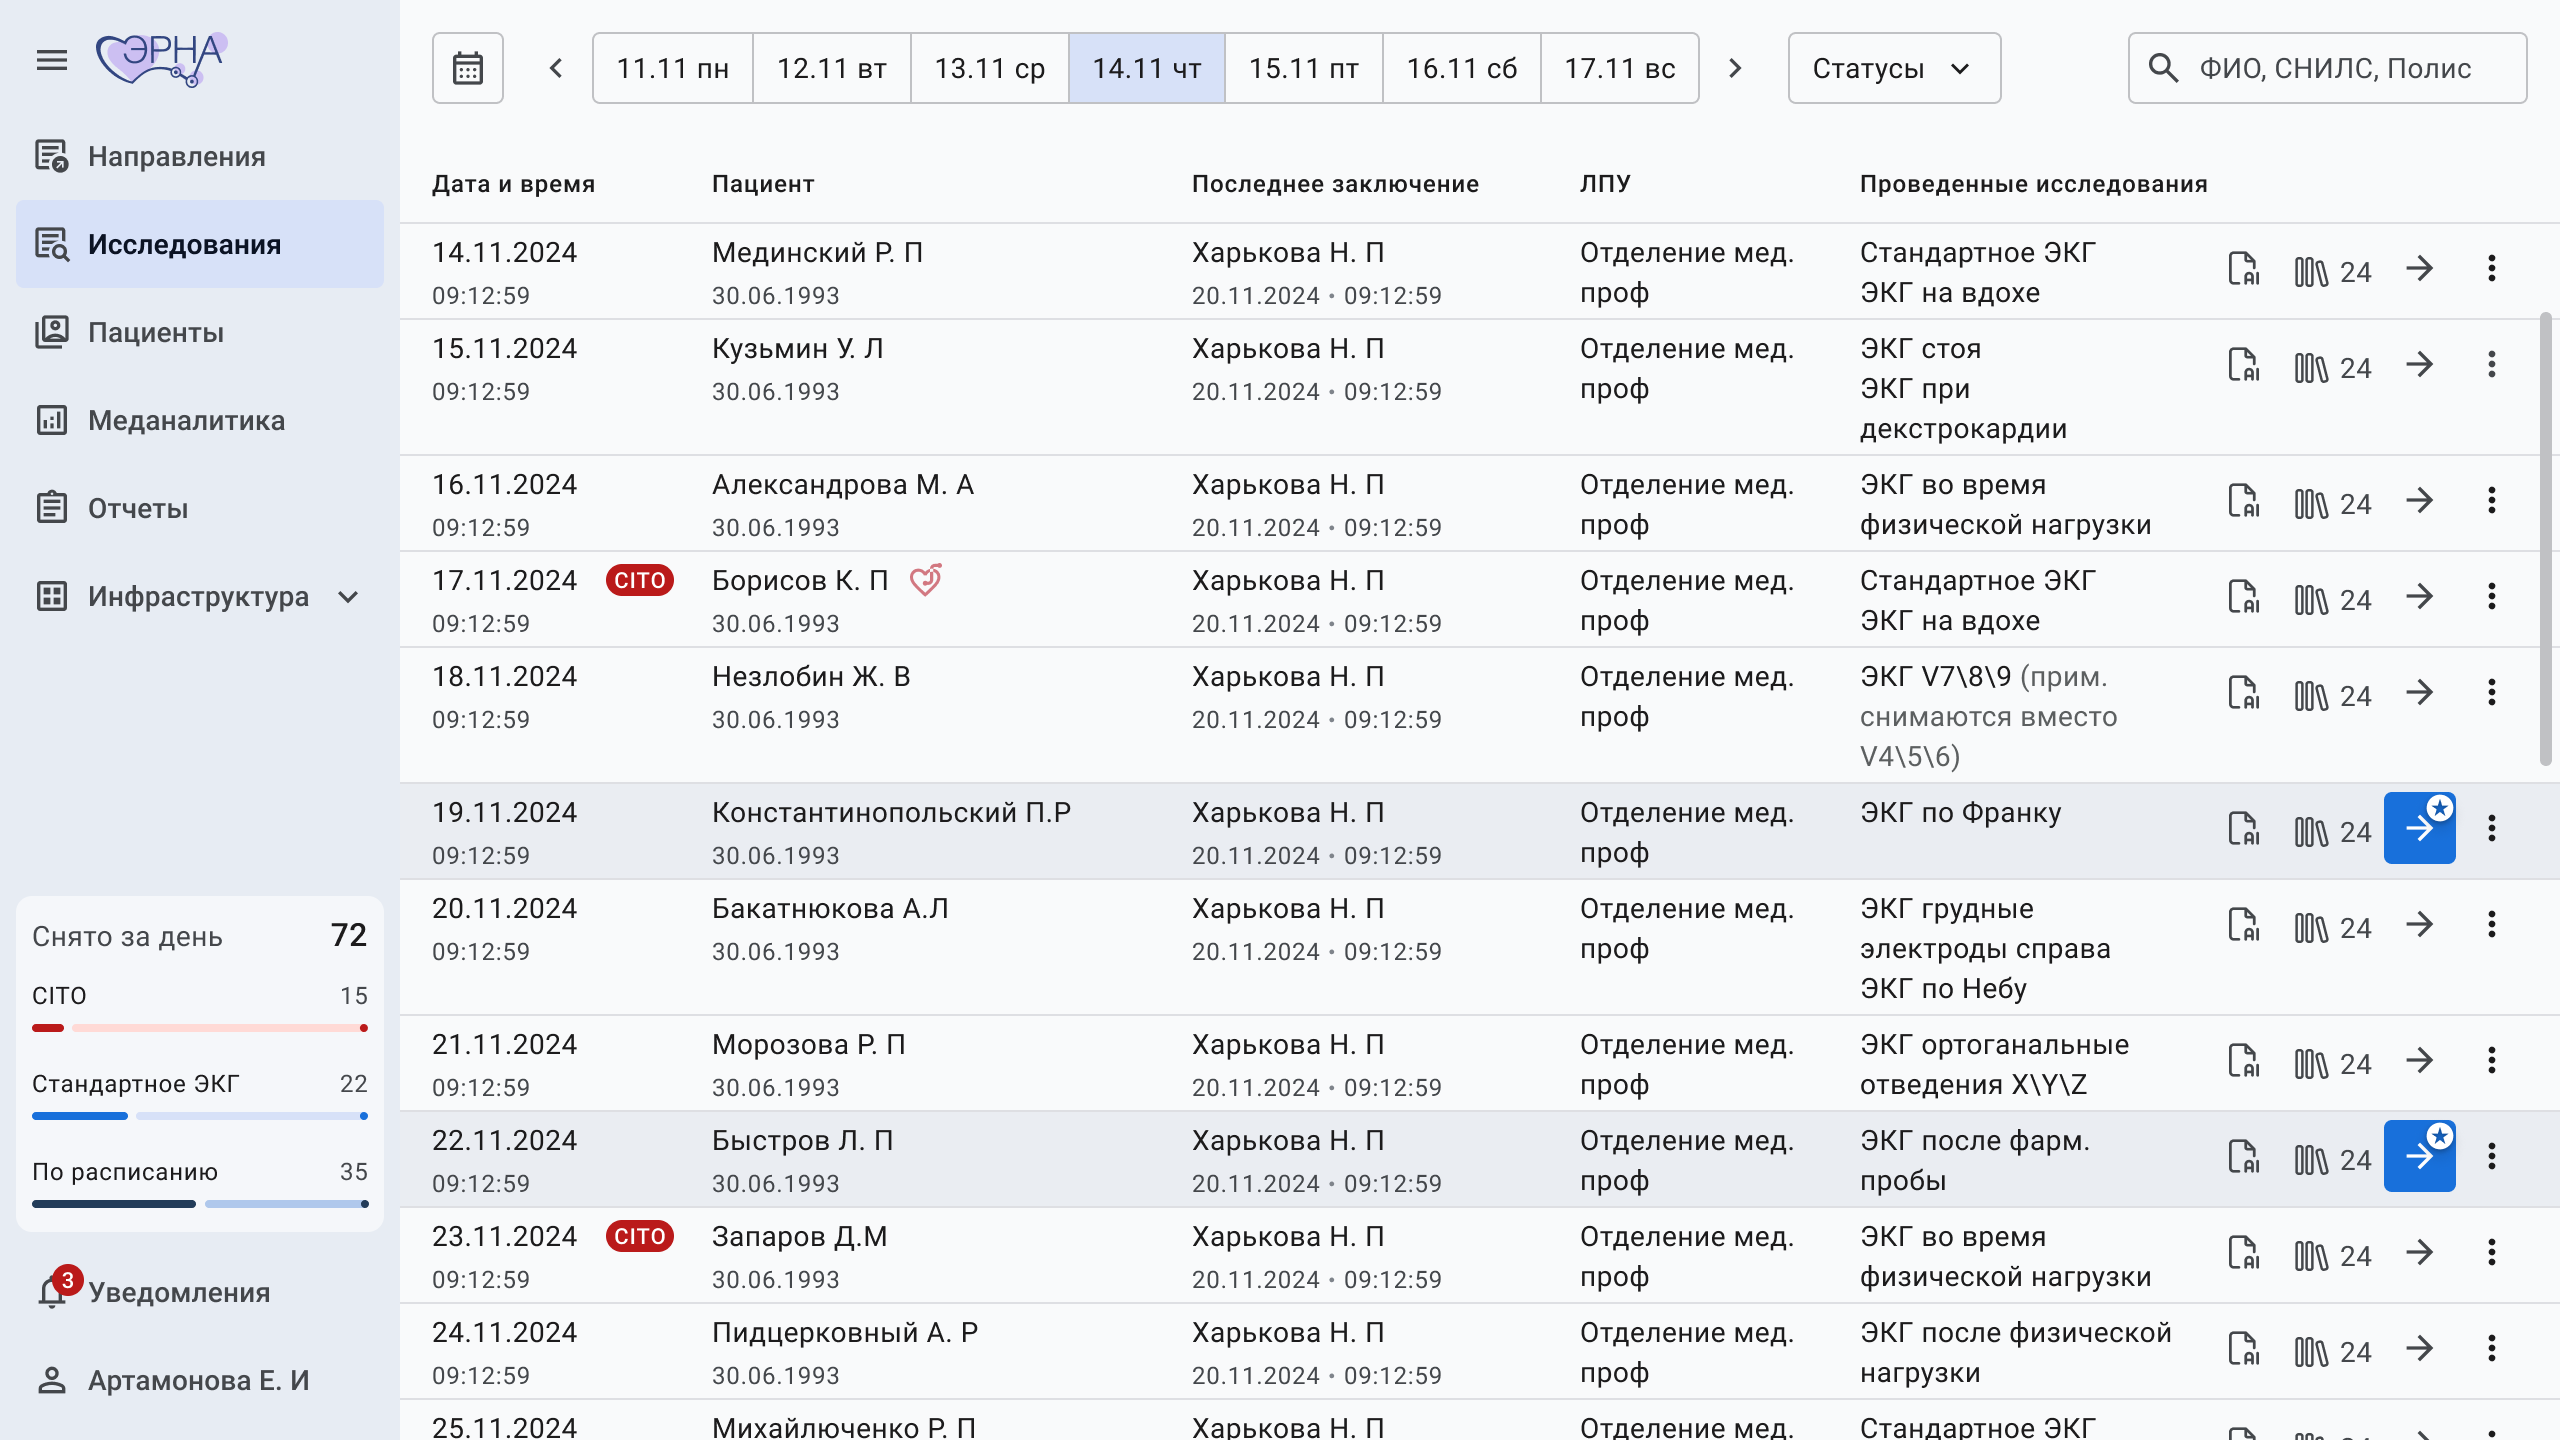 ЭРНА
Направления
Исследования
Пациенты
Меданалитика
Отчеты
Инфраструктура
Снято за день 72
CITO 15
Стандартное ЭКГ 22
По расписанию 35
3 Уведомления
Артамонова Е. И
11.11 пн 12.11 вт 13.11 ср 14.11 чт 15.11 пт 16.11 сб 17.11 вс Статусы ФИО, СНИЛС, Полис
Дата и время Пациент Последнее заключение ЛПУ Проведенные исследования
14.11.2024 Мединский Р. П Харькова Н. П Отделение мед. Стандартное ЭКГ AI 24
09:12:59 30.06.1993 20.11.2024 • 09:12:59 проф ЭКГ на вдохе
15.11.2024 Кузьмин У. Л Харькова Н. П Отделение мед. ЭКГ стоя AI 24
09:12:59 30.06.1993 20.11.2024 • 09:12:59 проф ЭКГ при
декстрокардии
16.11.2024 Александрова М. А Харькова Н. П Отделение мед. ЭКГ во время AI 24
09:12:59 30.06.1993 20.11.2024 • 09:12:59 проф физической нагрузки
17.11.2024 CITO Борисов К. П Харькова Н. П Отделение мед. Стандартное ЭКГ AI 24
09:12:59 30.06.1993 20.11.2024 • 09:12:59 проф ЭКГ на вдохе
18.11.2024 Незлобин Ж. В Харькова Н. П Отделение мед. ЭКГ V7\8\9 (прим. AI 24
09:12:59 30.06.1993 20.11.2024 • 09:12:59 проф снимаются вместо
V4\5\6)
19.11.2024 Константинопольский П.Р Харькова Н. П Отделение мед. ЭКГ по Франку AI 24
09:12:59 30.06.1993 20.11.2024 • 09:12:59 проф
20.11.2024 Бакатнюкова А.Л Харькова Н. П Отделение мед. ЭКГ грудные AI 24
09:12:59 30.06.1993 20.11.2024 • 09:12:59 проф электроды справа
ЭКГ по Небу
21.11.2024 Морозова Р. П Харькова Н. П Отделение мед. ЭКГ ортоганальные AI 24
09:12:59 30.06.1993 20.11.2024 • 09:12:59 проф отведения X\Y\Z
22.11.2024 Быстров Л. П Харькова Н. П Отделение мед. ЭКГ после фарм. AI 24
09:12:59 30.06.1993 20.11.2024 • 09:12:59 проф пробы
23.11.2024 CITO Запаров Д.М Харькова Н. П Отделение мед. ЭКГ во время AI 24
09:12:59 30.06.1993 20.11.2024 • 09:12:59 проф физической нагрузки
24.11.2024 Пидцерковный А. Р Харькова Н. П Отделение мед. ЭКГ после физической AI 24
09:12:59 30.06.1993 20.11.2024 • 09:12:59 проф нагрузки
25.11.2024 Михайлюченко Р. П Харькова Н. П Отделение мед. Стандартное ЭКГ